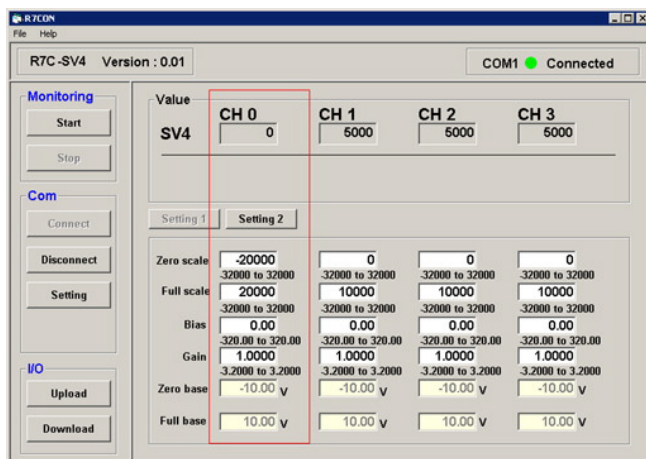 R7CON
File Help
R7C-SV4 Version : 0.01
COM1 Connected
Monitoring
Start
Stop
Com
Connect
Disconnect
Setting
I/O
Upload
Download
Value
CH 0 CH 1 CH 2 CH 3
SV4 0 5000 5000 5000
Setting 1 Setting 2
Zero scale -20000 0 0 0
-32000 to 32000 -32000 to 32000 -32000 to 32000 -32000 to 32000
Full scale 20000 10000 10000 10000
-32000 to 32000 -32000 to 32000 -32000 to 32000 -32000 to 32000
Bias 0.00 0.00 0.00 0.00
-320.00 to 320.00 -320.00 to 320.00 -320.00 to 320.00 -320.00 to 320.00
Gain 1.0000 1.0000 1.0000 1.0000
-3.2000 to 3.2000 -3.2000 to 3.2000 -3.2000 to 3.2000 -3.2000 to 3.2000
Zero base -10.00 V -10.00 V -10.00 V -10.00 V
Full base 10.00 V 10.00 V 10.00 V 10.00 V